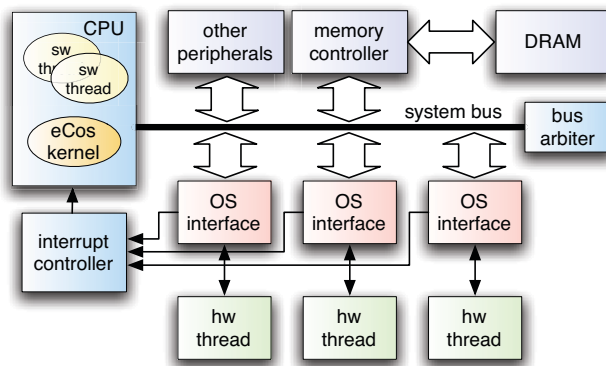 CPU
sw
thr
sw
thread
eCos
kernel
other
peripherals
memory
controller
DRAM
system bus
bus
arbiter
OS
interface
OS
interface
OS
interface
interrupt
controller
hw
thread
hw
thread
hw
thread